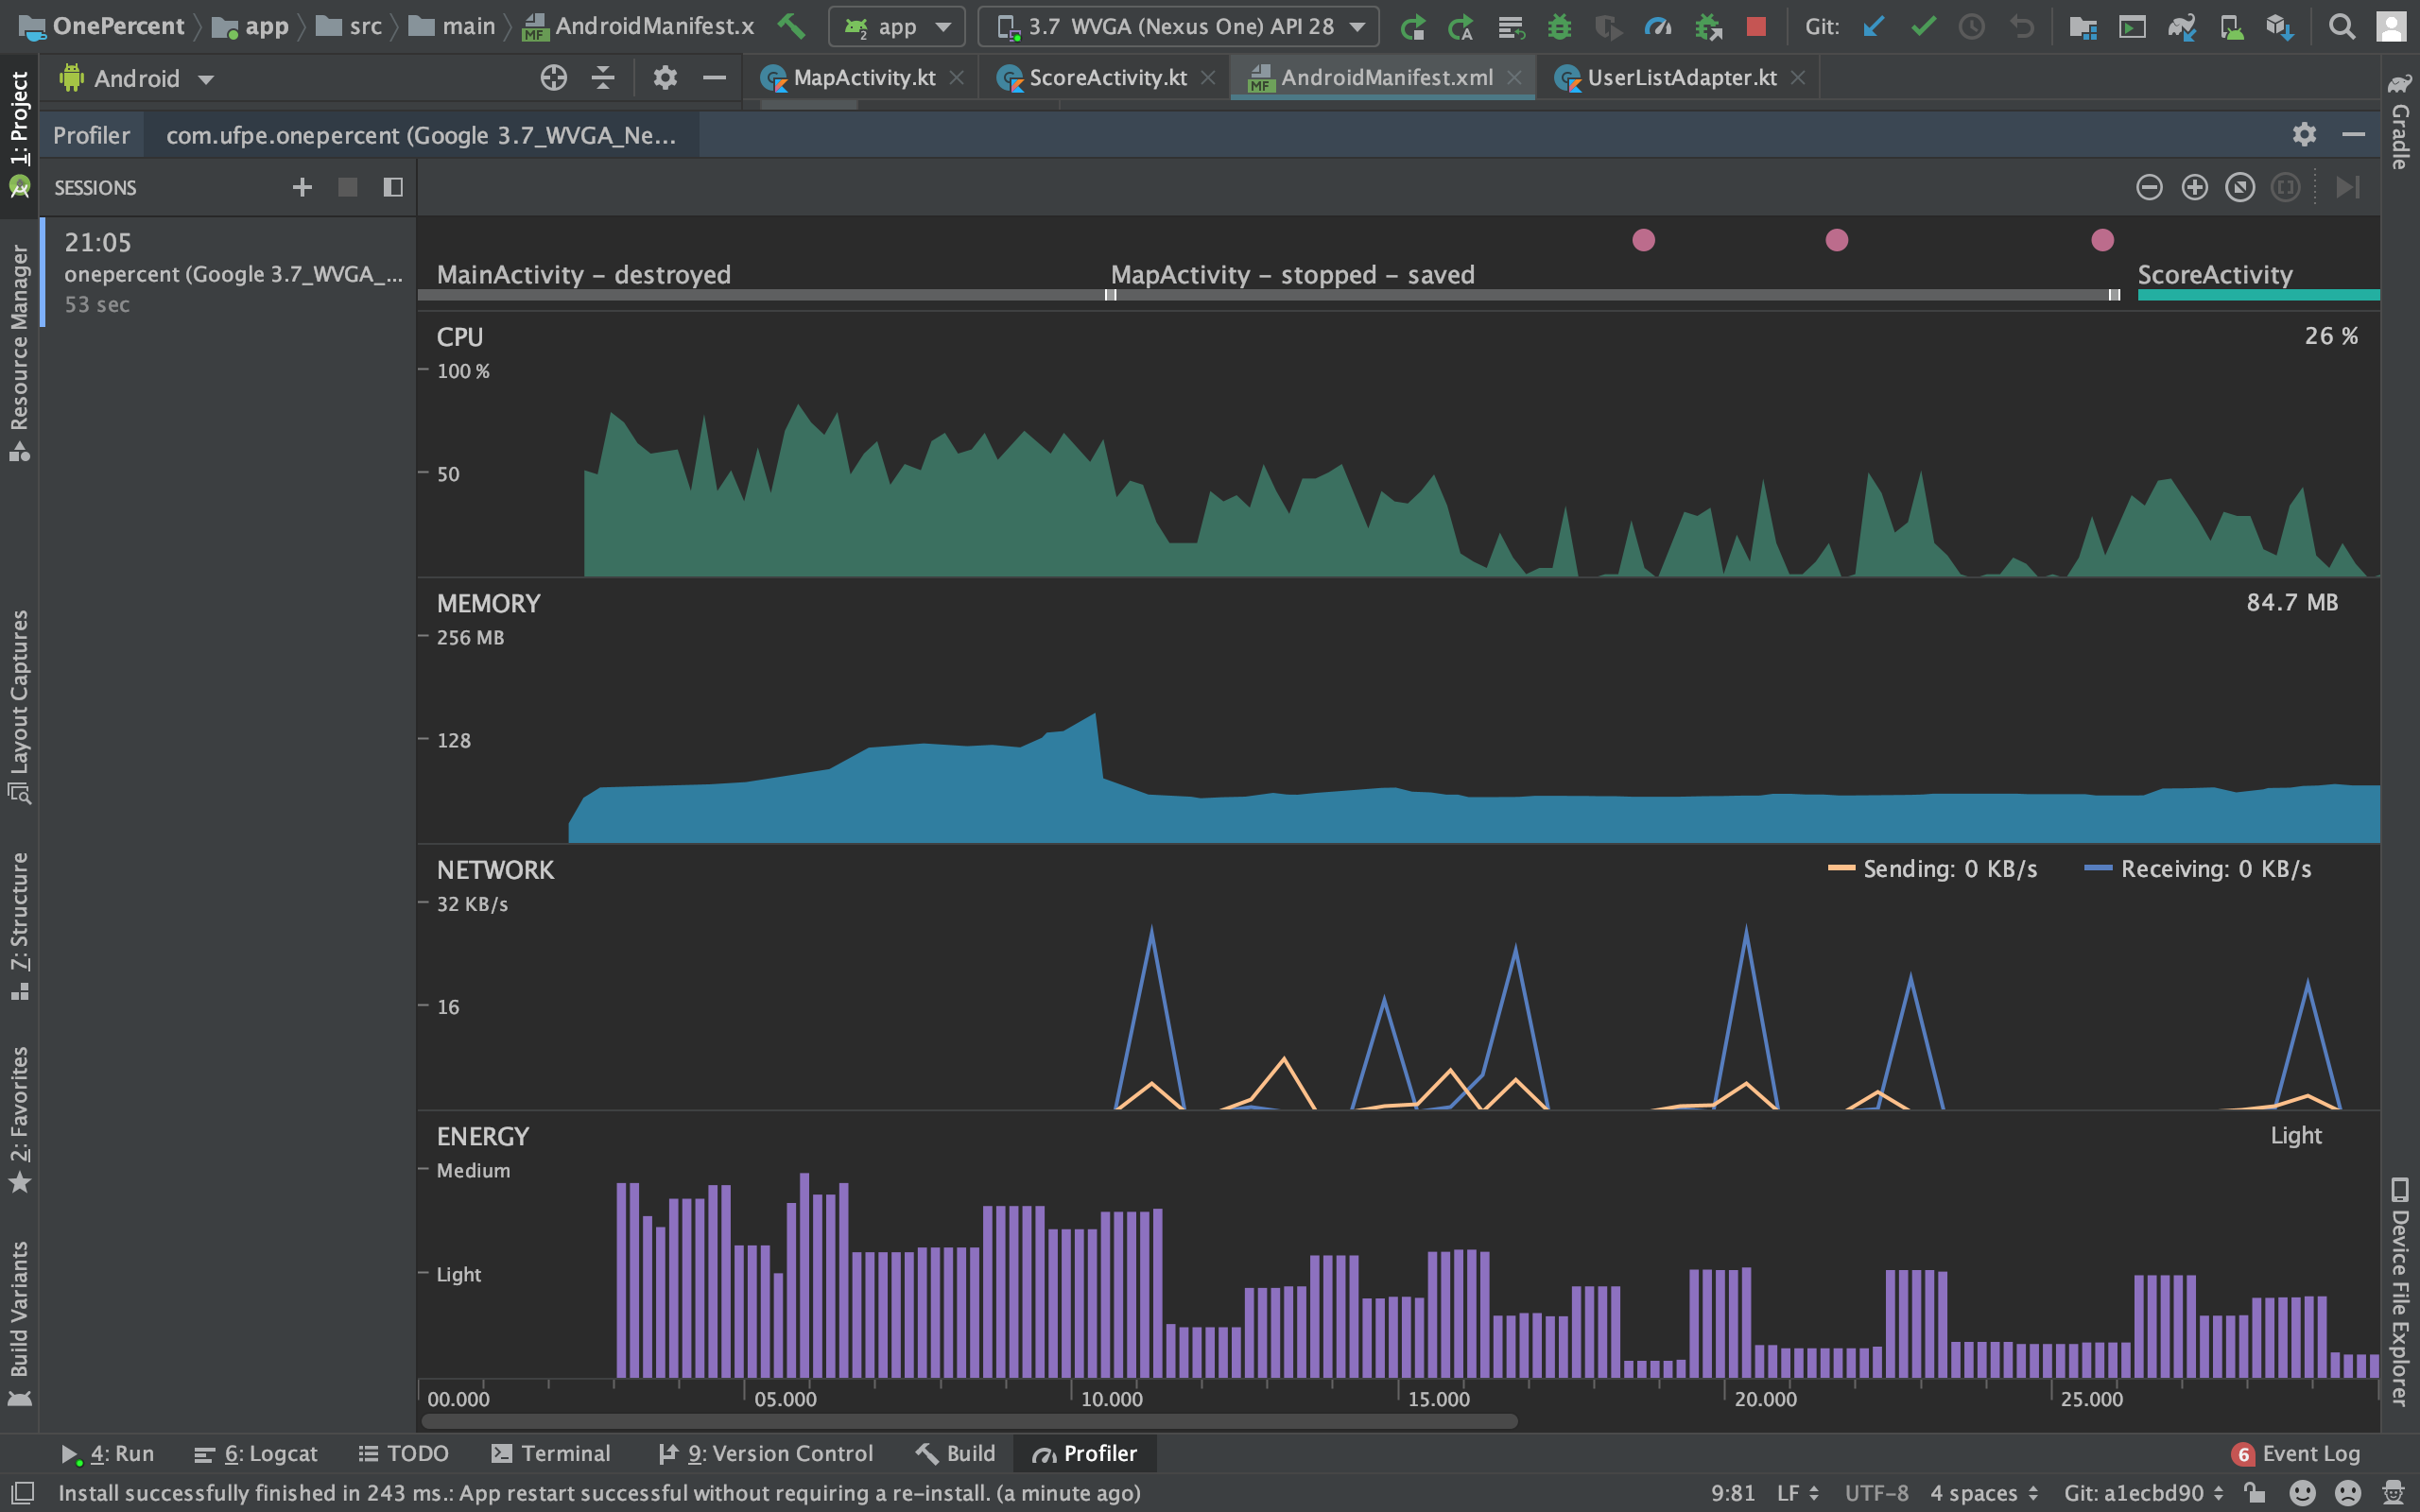 OnePercent app src main AndroidManifest.x app 3.7 WVGA (Nexus One) API 28 Git:
Android MapActivity.kt ScoreActivity.kt AndroidManifest.xml UserListAdapter.kt
Profiler com.ufpe.onepercent (Google 3.7_WVGA_Ne...
SESSIONS
21:05
onepercent (Google 3.7_WVGA_...
53 sec
MainActivity – destroyed MapActivity – stopped – saved ScoreActivity
CPU 26 %
100 %
50
MEMORY 84.7 MB
256 MB
128
NETWORK Sending: 0 KB/s Receiving: 0 KB/s
32 KB/s
16
ENERGY Light
Medium
Light
00.000 05.000 10.000 15.000 20.000 25.000
1: Project
Resource Manager
Layout Captures
7: Structure
2: Favorites
Build Variants
Gradle
Device File Explorer
4: Run 6: Logcat TODO Terminal 9: Version Control Build Profiler 6 Event Log
Install successfully finished in 243 ms.: App restart successful without requiring a re-install. (a minute ago) 9:81 LF UTF-8 4 spaces Git: a1ecbd90